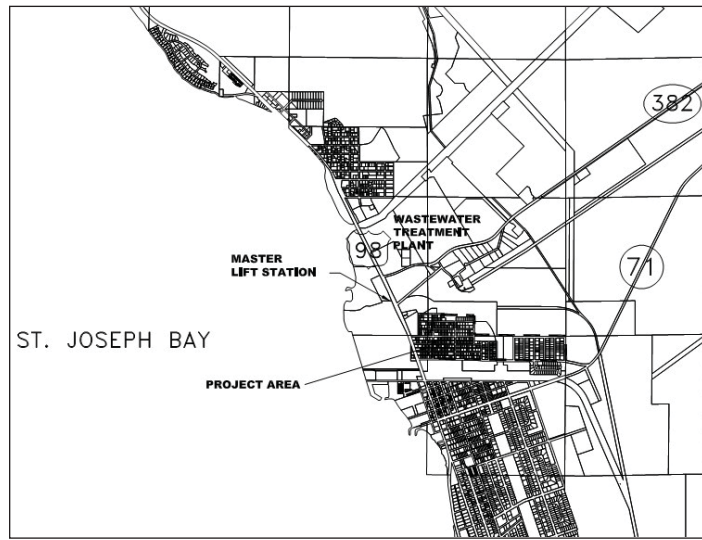 382
WASTEWATER
TREATMENT
PLANT
98
MASTER
LIFT STATION
71
ST. JOSEPH BAY
PROJECT AREA